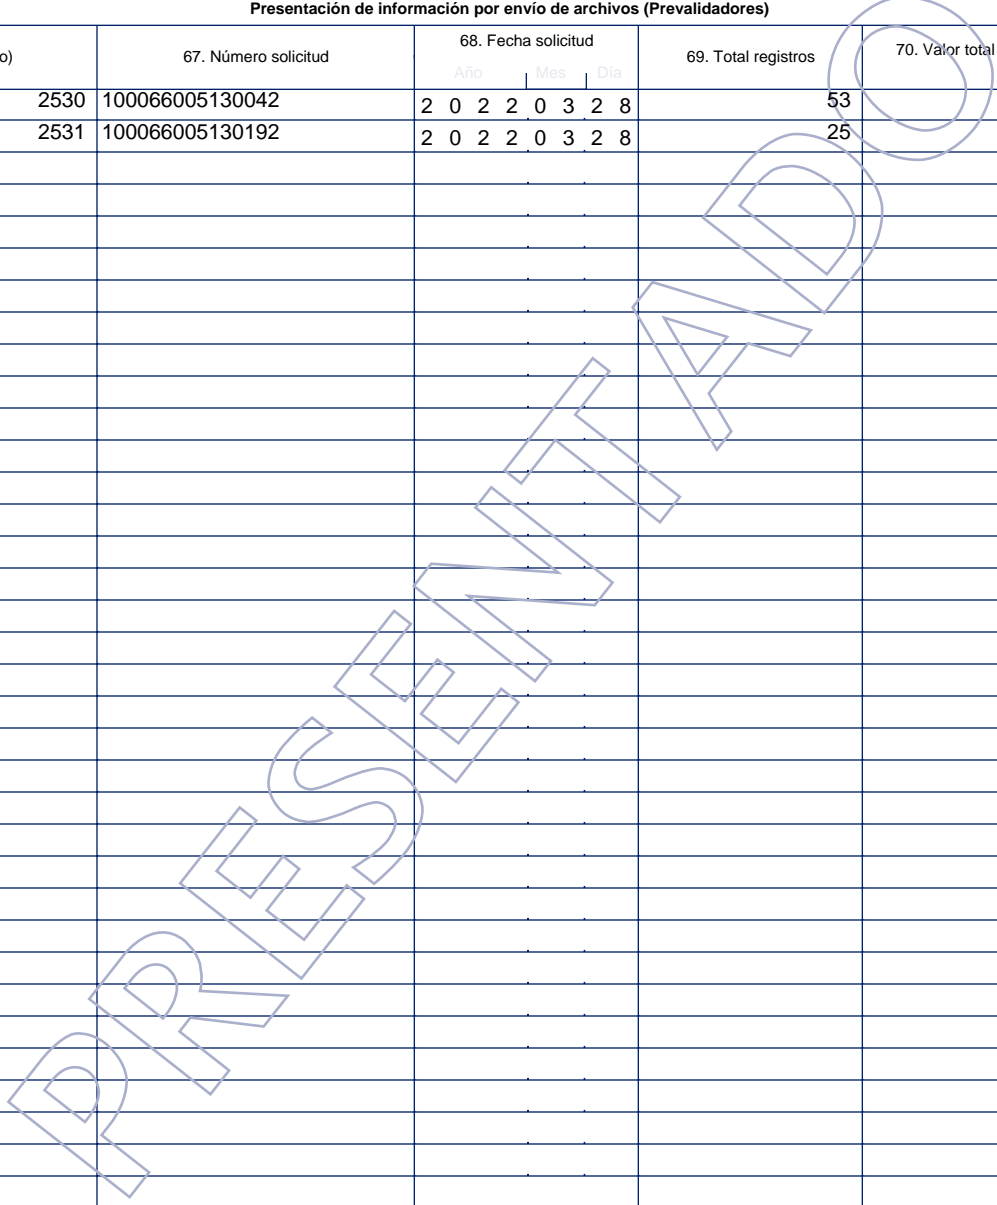 Presentación de información por envío de archivos (Prevalidadores)
o) 67. Número solicitud 68. Fecha solicitud 69. Total registros 70. Valor total
Año Mes Día
2530 100066005130042 2 0 2 2 0 3 2 8 53
2531 100066005130192 2 0 2 2 0 3 2 8 25
PRESENTADO